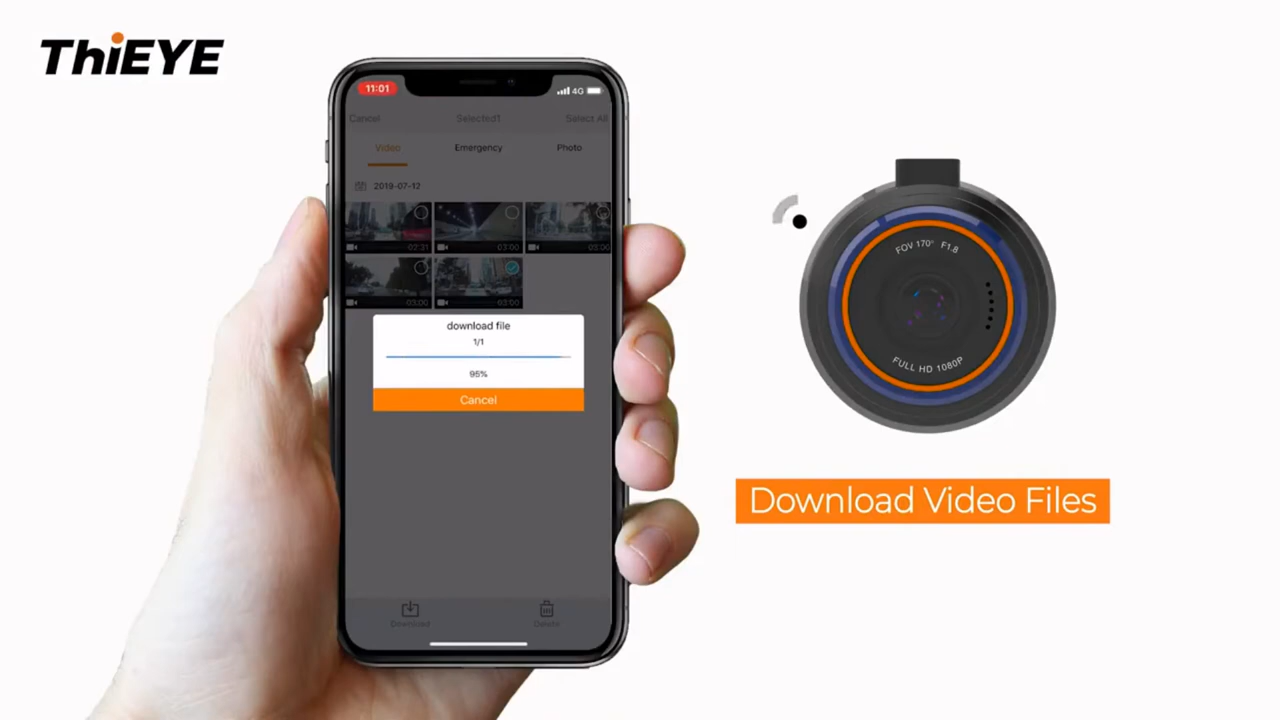 ThiEYE
11:01
4G
Cancel Selected1 Select All
Video Emergency Photo
2019-07-12
02:31 03:00 03:00
03:00 03:00
download file
1/1
95%
Cancel
Download Delete
FOV 170° F1.8
FULL HD 1080P
Download Video Files